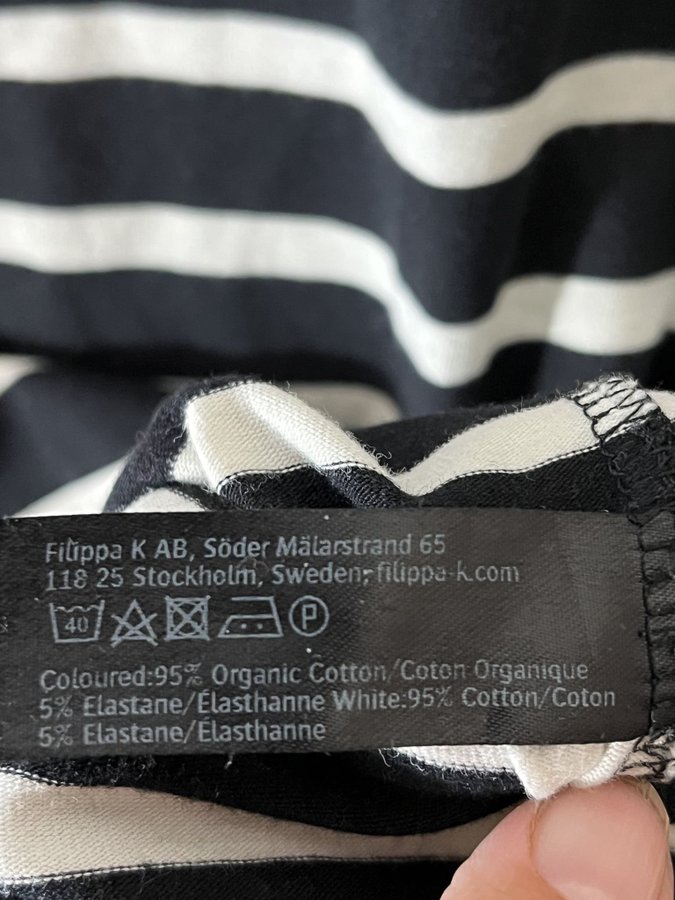 Filippa K AB, Söder Mälarstrand 65
118 25 Stockholm, Sweden, filippa-k.com
40 P
Coloured:95% Organic Cotton/Coton Organique
5% Elastane/Élasthanne White:95% Cotton/Coton
5% Elastane/Élasthanne